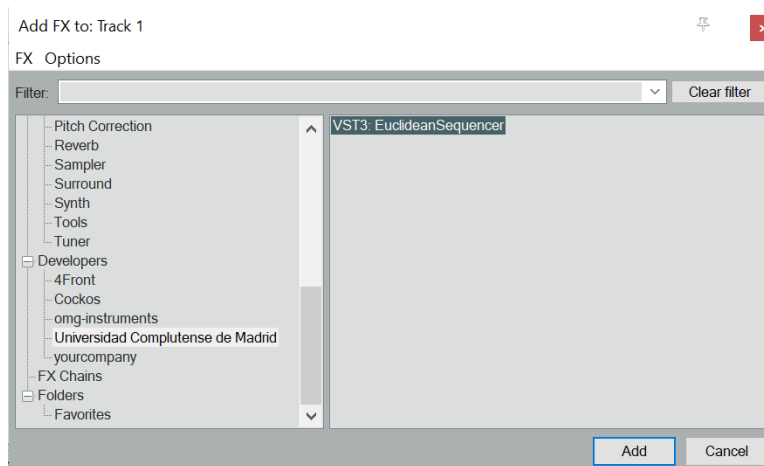 Add FX to: Track 1
FX Options
Filter:
Clear filter
Pitch Correction
Reverb
Sampler
Surround
Synth
Tools
Tuner
Developers
4Front
Cockos
omg-instruments
Universidad Complutense de Madrid
yourcompany
FX Chains
Folders
Favorites
VST3: EuclideanSequencer
Add
Cancel